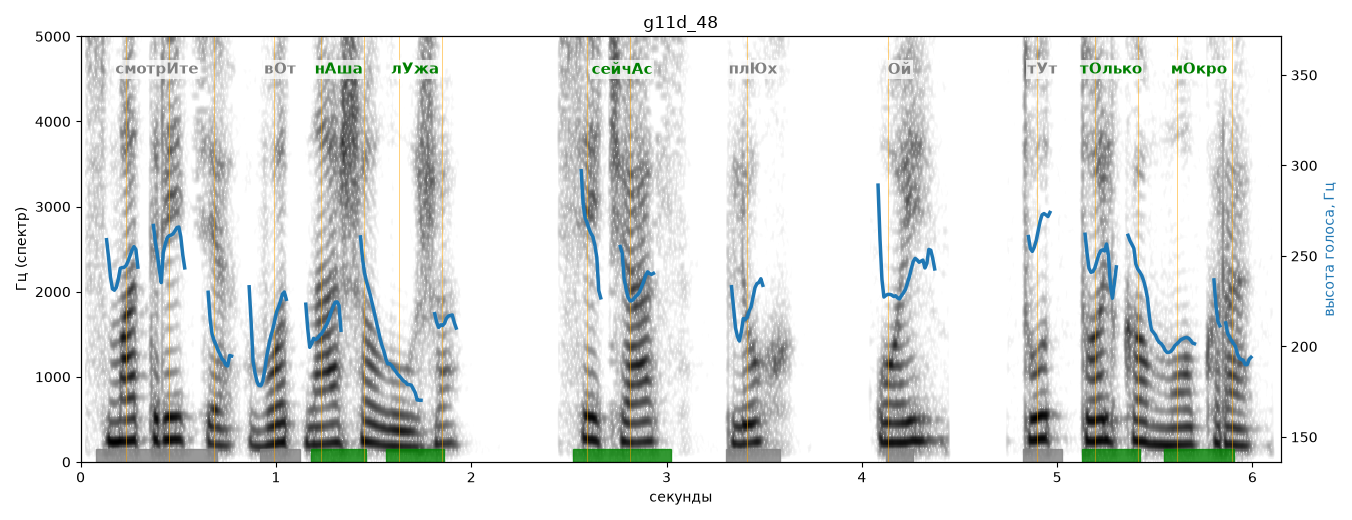 g11d_48
смотрИте вОт нАша лУжа сейчАс плЮх Ой тУт тОлько мОкро
5000
4000
3000
2000
1000
0
Гц (спектр)
350
300
250
200
150
высота голоса, Гц
0 1 2 3 4 5 6
секунды